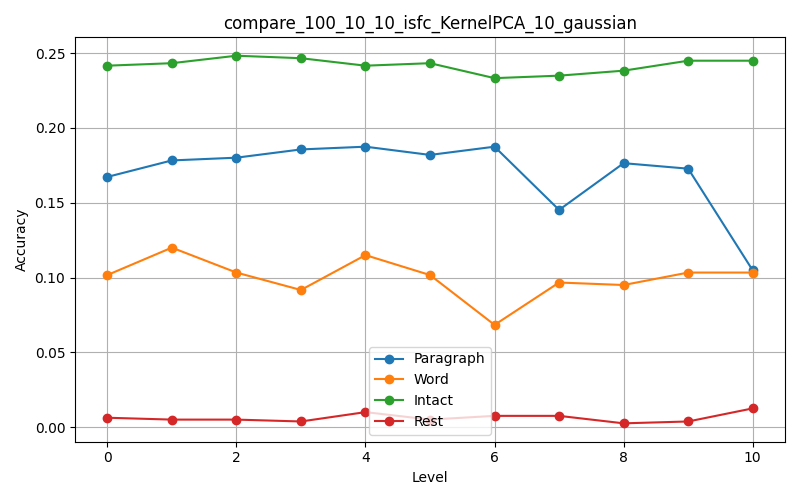 compare_100_10_10_isfc_KernelPCA_10_gaussian
Accuracy
0.25
0.20
0.15
0.10
0.05
0.00
Paragraph
Word
Intact
Rest
0 2 4 6 8 10
Level